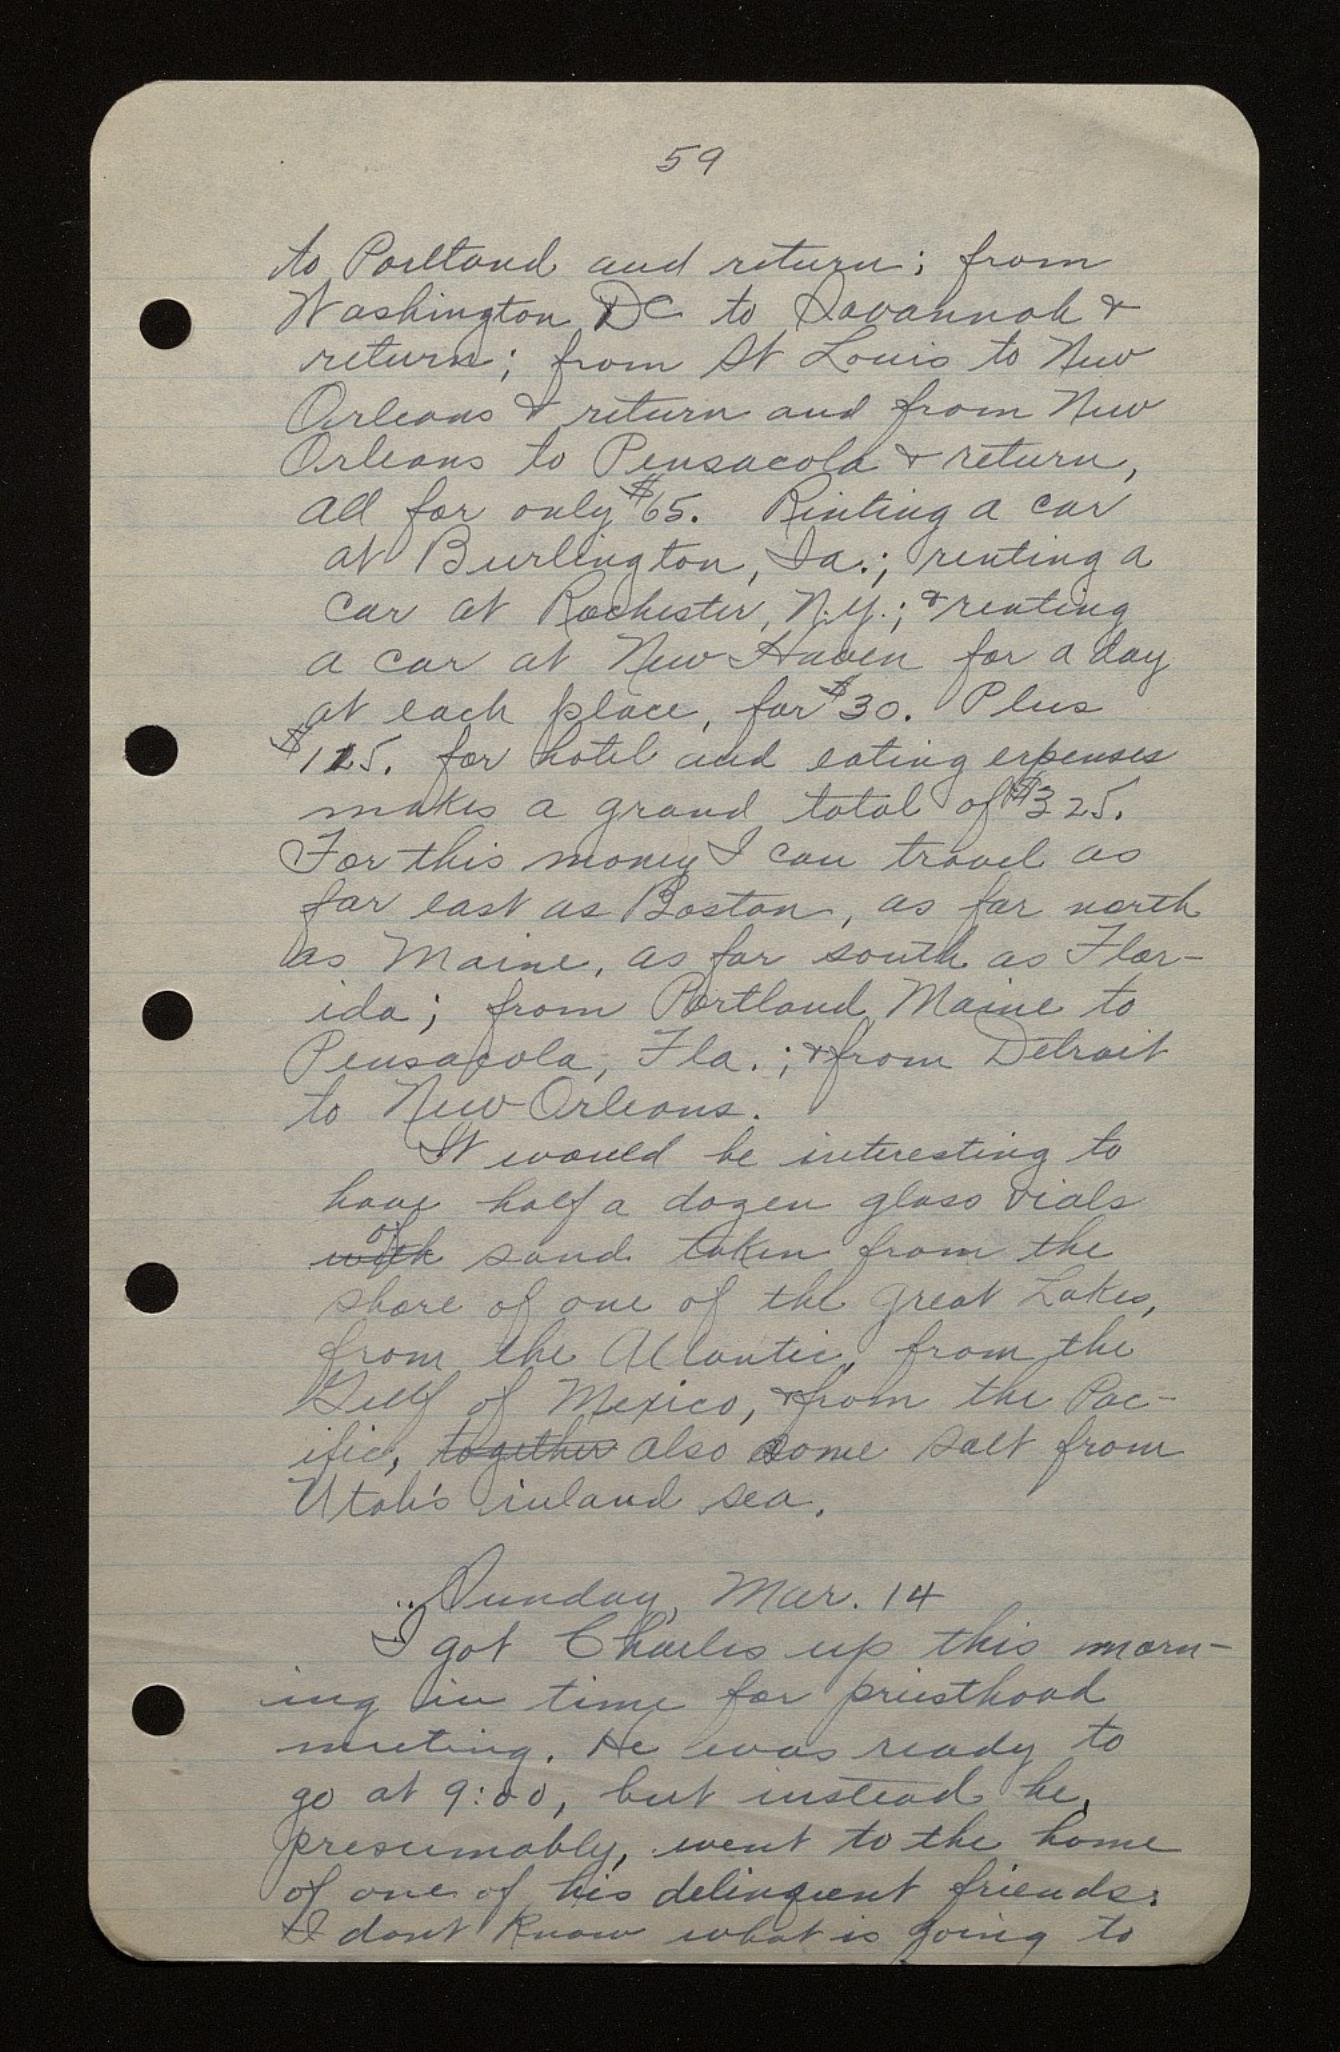 59
to Portland and return; from
Washington DC to Savannah &
return; from St Louis to New
Orleans & return and from New
Orleans to Pensacola & return,
all for only $65. Renting a car
at Burlington, Ia.; renting a
car at Rochester, N.Y.; & renting
a car at New Haven for a day
at each place, for $30. Plus
$125. for hotel and eating expenses
makes a grand total of $325.
For this money I can travel as
far east as Boston, as far north
as Maine, as far south as Flor-
ida; from Portland Maine to
Pensacola, Fla.; & from Detroit
to New Orleans.
It would be interesting to
have half a dozen glass vials
with of sand taken from the
shore of one of the great Lakes,
from the Atlantic, from the
Gulf of Mexico, & from the Pac-
ific, together also some salt from
Utah's inland sea.
Sunday, Mar. 14
I got Charles up this morn-
ing in time for priesthood
meeting. He was ready to
go at 9:00, but instead he,
presumably, went to the home
of one of his delinquent friends.
I dont know what is going to